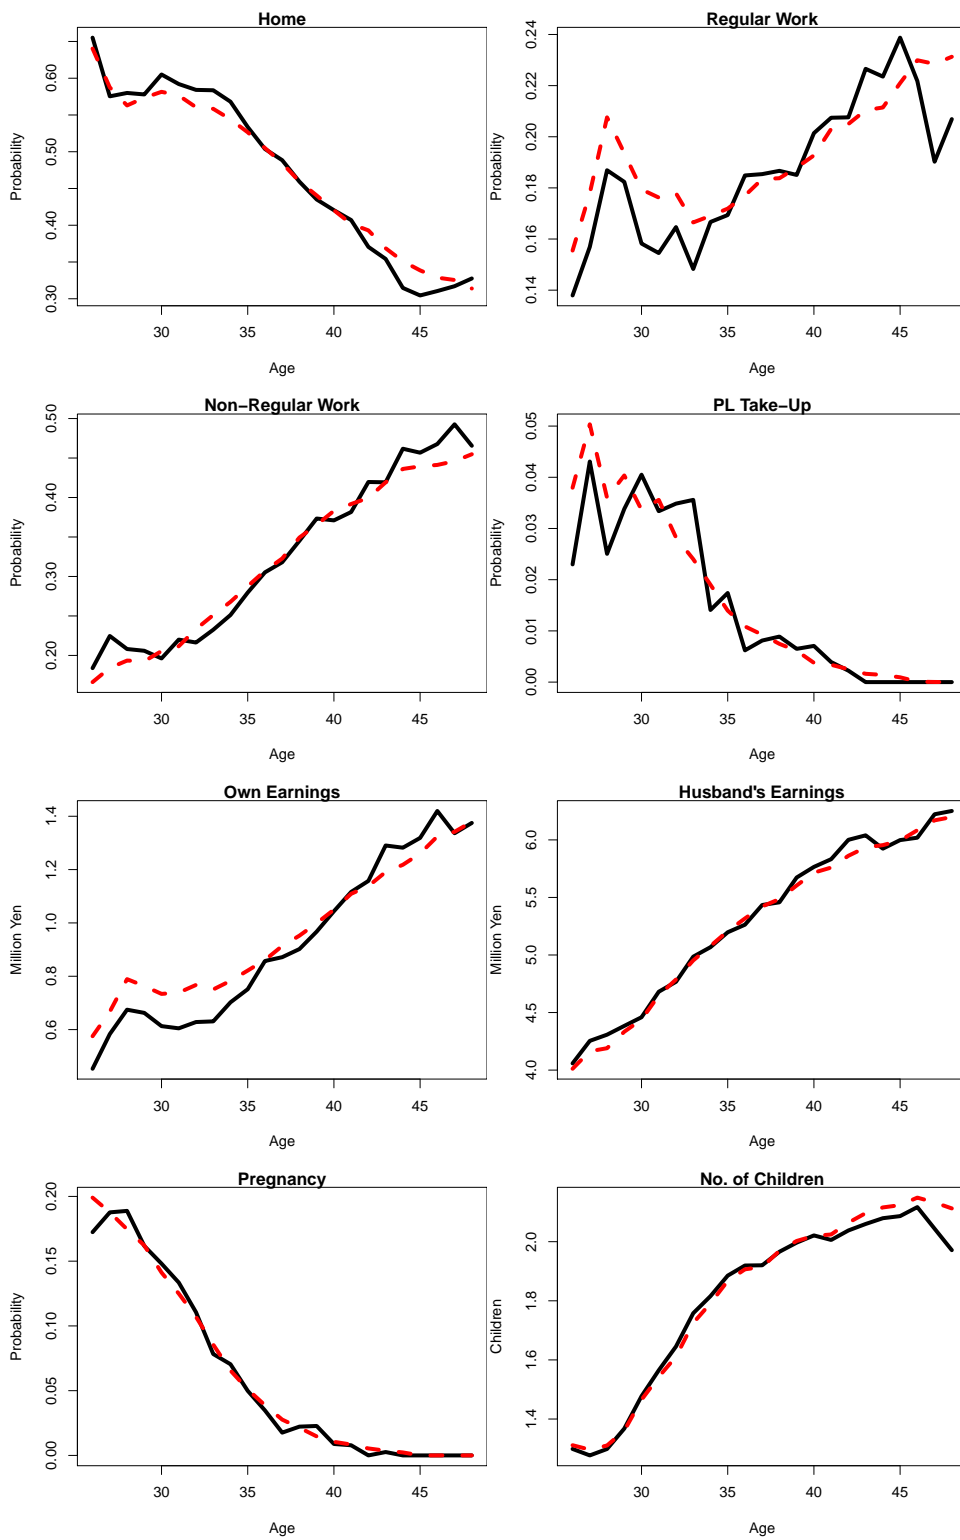 Home
Probability
0.30 0.40 0.50 0.60
30 35 40 45
Age
Regular Work
Probability
0.14 0.16 0.18 0.20 0.22 0.24
30 35 40 45
Age
Non−Regular Work
Probability
0.20 0.30 0.40 0.50
30 35 40 45
Age
PL Take−Up
Probability
0.00 0.01 0.02 0.03 0.04 0.05
30 35 40 45
Age
Own Earnings
Million Yen
0.6 0.8 1.0 1.2 1.4
30 35 40 45
Age
Husband's Earnings
Million Yen
4.0 4.5 5.0 5.5 6.0
30 35 40 45
Age
Pregnancy
Probability
0.00 0.05 0.10 0.15 0.20
30 35 40 45
Age
No. of Children
Children
1.4 1.6 1.8 2.0
30 35 40 45
Age